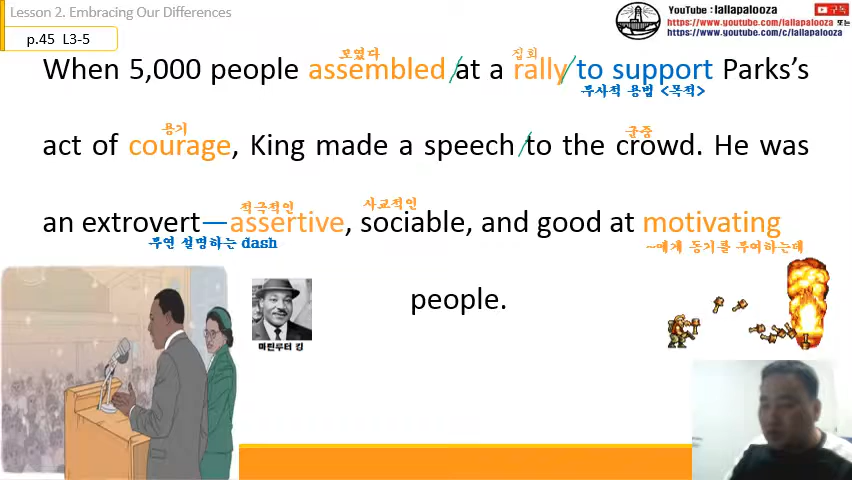 Lesson 2. Embracing Our Differences
YouTube : lallapalooza
https://www.youtube.com/lallapalooza 또는
https://www.youtube.com/c/lallapalooza
구독
p.45 L3-5
모였다
집회
When 5,000 people assembled at a rally to support Parks’s
부사적 용법 <목적>
용기
군중
act of courage, King made a speech to the crowd. He was
적극적인
사교적인
an extrovert—assertive, sociable, and good at motivating
부연 설명하는 dash
~에게 동기를 부여하는데
people.
마틴루터 킹